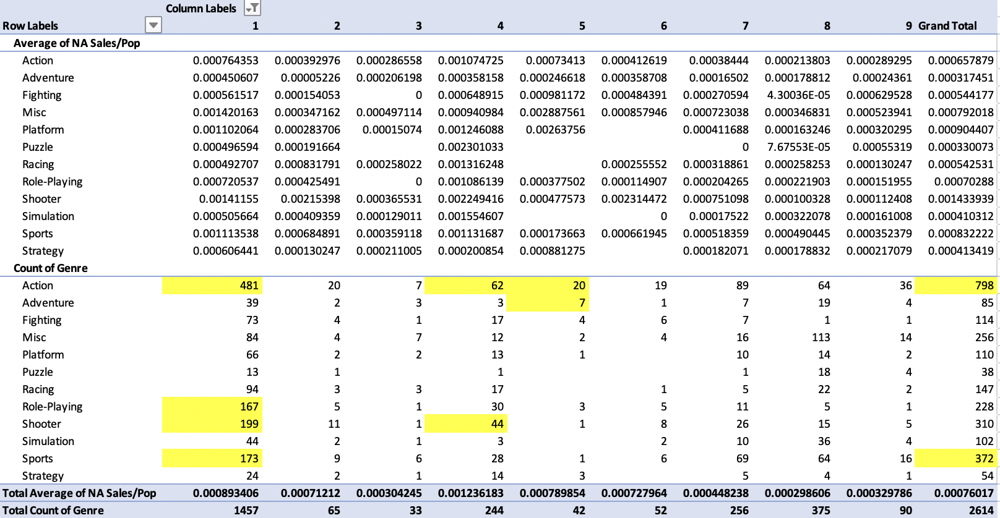 Column Labels
Row Labels 1 2 3 4 5 6 7 8 9 Grand Total
Average of NA Sales/Pop
Action 0.000764353 0.000392976 0.000286558 0.001074725 0.00073413 0.000412619 0.00038444 0.000213803 0.000289295 0.000657879
Adventure 0.000450607 0.00005226 0.000206198 0.000358158 0.000246618 0.000358708 0.00016502 0.000178812 0.00024361 0.000317451
Fighting 0.000561517 0.000154053 0 0.000648915 0.000981172 0.000484391 0.000270594 4.30036E-05 0.000629528 0.000544177
Misc 0.001420163 0.000347162 0.000497114 0.000940984 0.002887561 0.000857946 0.000723038 0.000346831 0.000523941 0.000792018
Platform 0.001102064 0.000283706 0.00015074 0.001246088 0.00263756 0.000411688 0.000163246 0.000320295 0.000904407
Puzzle 0.000496594 0.000191664 0.002301033 0 7.67553E-05 0.00055319 0.000330073
Racing 0.000492707 0.000831791 0.000258022 0.001316248 0.000255552 0.000318861 0.000258253 0.000130247 0.000542531
Role-Playing 0.000720537 0.000425491 0 0.001086139 0.000377502 0.000114907 0.000204265 0.000221903 0.000151955 0.00070288
Shooter 0.00141155 0.00215398 0.000365531 0.002249416 0.000477573 0.002314472 0.000751098 0.000100328 0.000112408 0.001433939
Simulation 0.000505664 0.000409359 0.000129011 0.001554607 0 0.00017522 0.000322078 0.000161008 0.000410312
Sports 0.001113538 0.000684891 0.000359118 0.001131687 0.000173663 0.000661945 0.000518359 0.000490445 0.000352379 0.000832222
Strategy 0.000606441 0.000130247 0.000211005 0.000200854 0.000881275 0.000182071 0.000178832 0.000217079 0.000413419
Count of Genre
Action 481 20 7 62 20 19 89 64 36 798
Adventure 39 2 3 3 7 1 7 19 4 85
Fighting 73 4 1 17 4 6 7 1 1 114
Misc 84 4 7 12 2 4 16 113 14 256
Platform 66 2 2 13 1 10 14 2 110
Puzzle 13 1 1 1 18 4 38
Racing 94 3 3 17 1 5 22 2 147
Role-Playing 167 5 1 30 3 5 11 5 1 228
Shooter 199 11 1 44 1 8 26 15 5 310
Simulation 44 2 1 3 2 10 36 4 102
Sports 173 9 6 28 1 6 69 64 16 372
Strategy 24 2 1 14 3 5 4 1 54
Total Average of NA Sales/Pop 0.000893406 0.00071212 0.000304245 0.001236183 0.000789854 0.000727964 0.000448238 0.000298606 0.000329786 0.00076017
Total Count of Genre 1457 65 33 244 42 52 256 375 90 2614